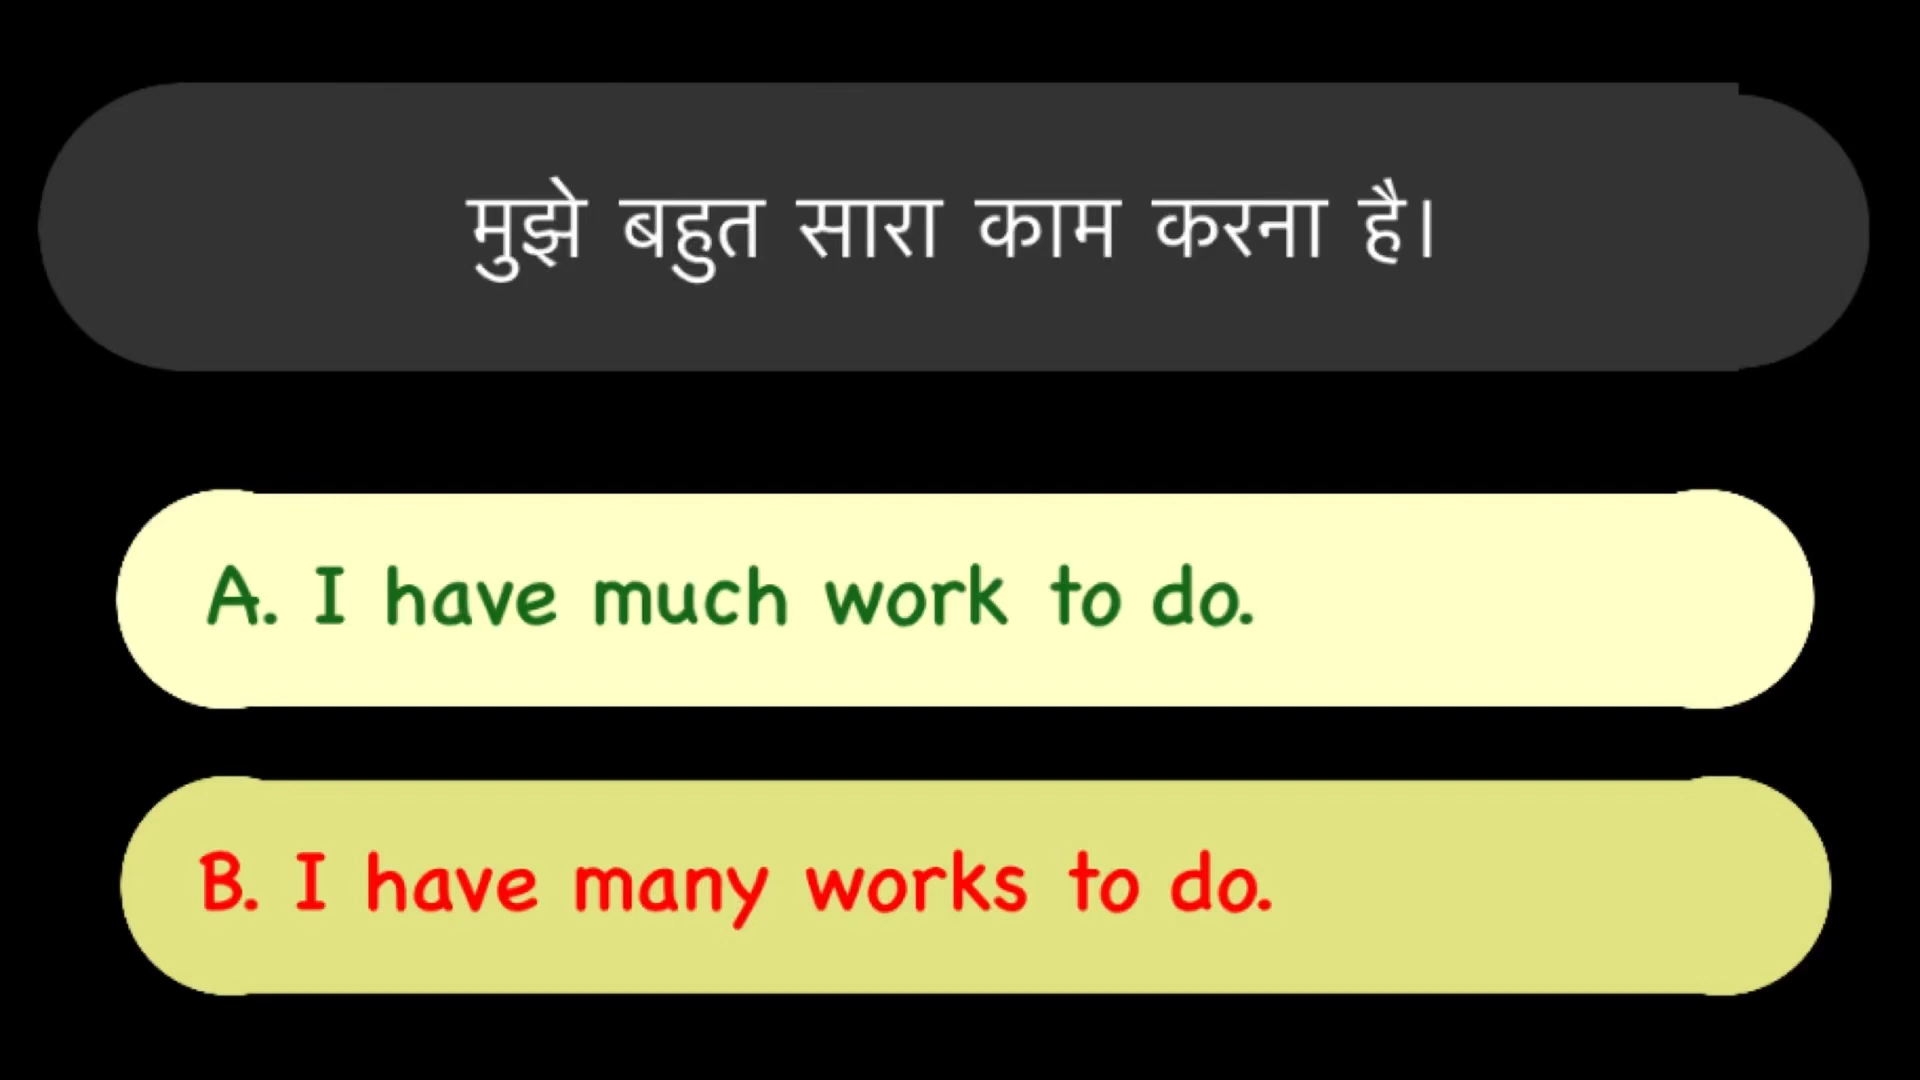 मुझे बहुत सारा काम करना है।
A. I have much work to do.
B. I have many works to do.